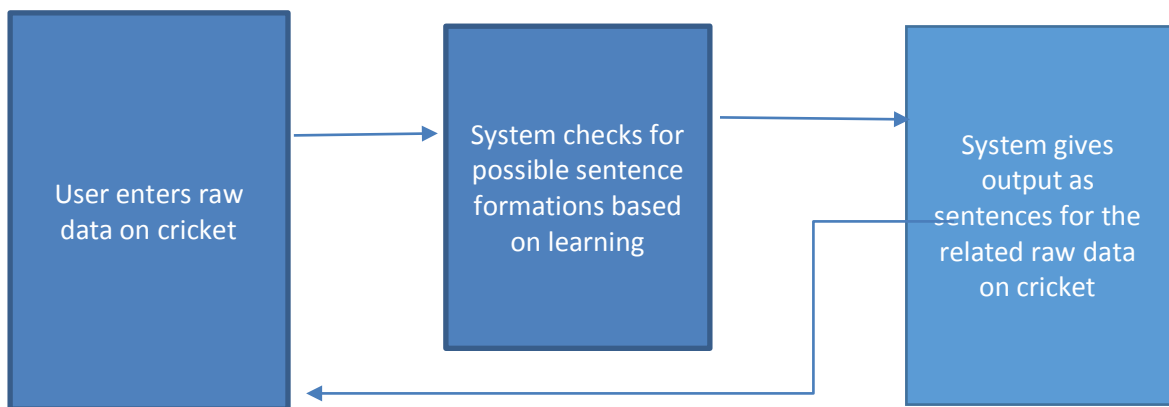 User enters raw
data on cricket
System checks for
possible sentence
formations based
on learning
System gives
output as
sentences for the
related raw data
on cricket